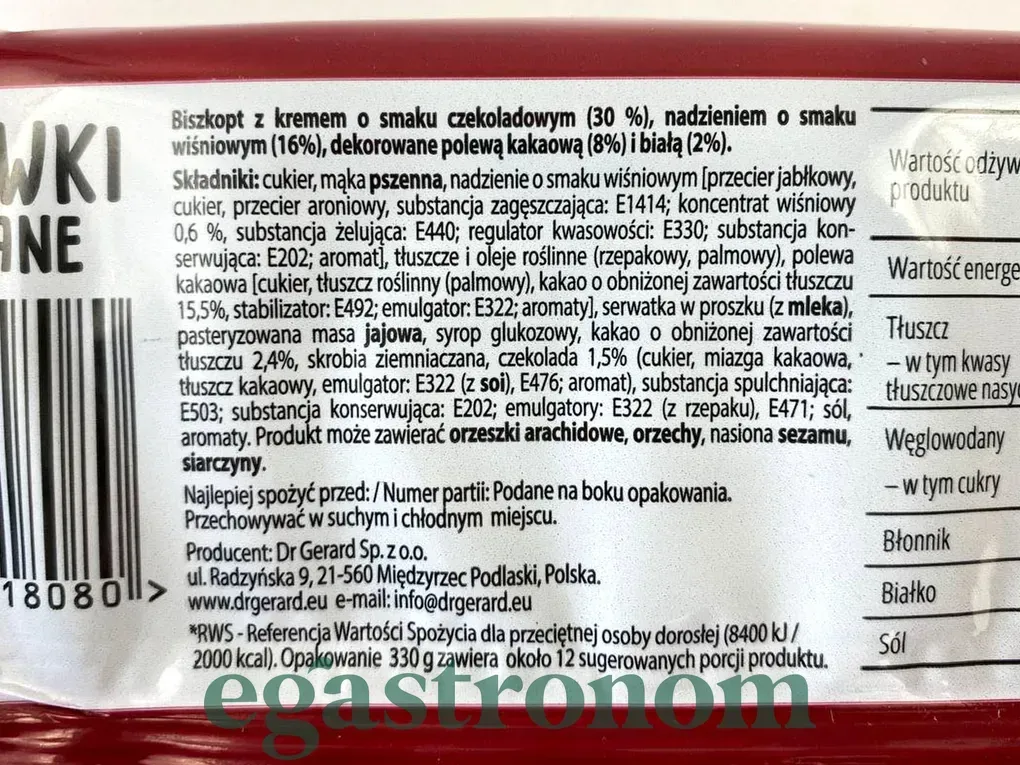 WKI
ANE
18080
>
Biszkopt z kremem o smaku czekoladowym (30 %), nadzieniem o smaku
wiśniowym (16%), dekorowane polewą kakaową (8%) i białą (2%).
Składniki: cukier, mąka pszenna, nadzienie o smaku wiśniowym [przecier jabłkowy,
cukier, przecier aroniowy, substancja zagęszczająca: E1414; koncentrat wiśniowy
0,6 %, substancja żelująca: E440; regulator kwasowości: E330; substancja kon-
serwująca: E202; aromat], tłuszcze i oleje roślinne (rzepakowy, palmowy), polewa
kakaowa [cukier, tłuszcz roślinny (palmowy), kakao o obniżonej zawartości tłuszczu
15,5%, stabilizator: E492; emulgator: E322; aromaty], serwatka w proszku (z mleka),
pasteryzowana masa jajowa, syrop glukozowy, kakao o obniżonej zawartości
tłuszczu 2,4%, skrobia ziemniaczana, czekolada 1,5% (cukier, miazga kakaowa,
tłuszcz kakaowy, emulgator: E322 (z soi), E476; aromat), substancja spulchniająca:
E503; substancja konserwująca: E202; emulgatory: E322 (z rzepaku), E471; sól,
aromaty. Produkt może zawierać orzeszki arachidowe, orzechy, nasiona sezamu,
siarczyny.
Najlepiej spożyć przed: / Numer partii: Podane na boku opakowania.
Przechowywać w suchym i chłodnym miejscu.
Producent: Dr Gerard Sp. z o.o.
ul. Radzyńska 9, 21-560 Międzyrzec Podlaski, Polska.
www.drgerard.eu e-mail: info@drgerard.eu
*RWS - Referencja Wartości Spożycia dla przeciętnej osoby dorosłej (8400 kJ /
2000 kcal). Opakowanie 330 g zawiera około 12 sugerowanych porcji produktu.
Wartość odżyw
produktu
Wartość energe
Tłuszcz
– w tym kwasy
tłuszczowe nasyc
Węglowodany
– w tym cukry
Błonnik
Białko
Sól
egastronom